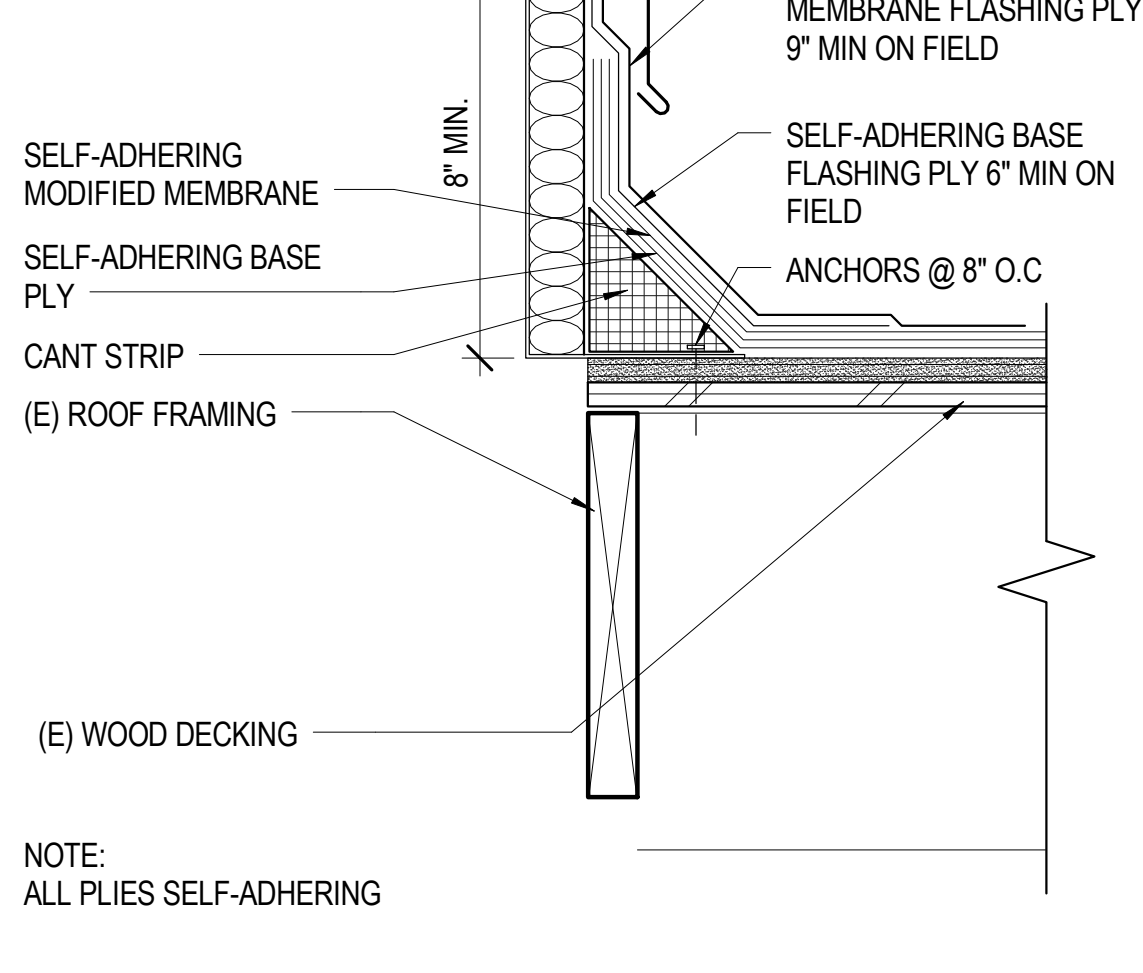 MEMBRANE FLASHING PLY
9" MIN ON FIELD
8" MIN.
SELF-ADHERING
MODIFIED MEMBRANE
SELF-ADHERING BASE
FLASHING PLY 6" MIN ON
FIELD
SELF-ADHERING BASE
PLY
ANCHORS @ 8" O.C
CANT STRIP
(E) ROOF FRAMING
(E) WOOD DECKING
NOTE:
ALL PLIES SELF-ADHERING